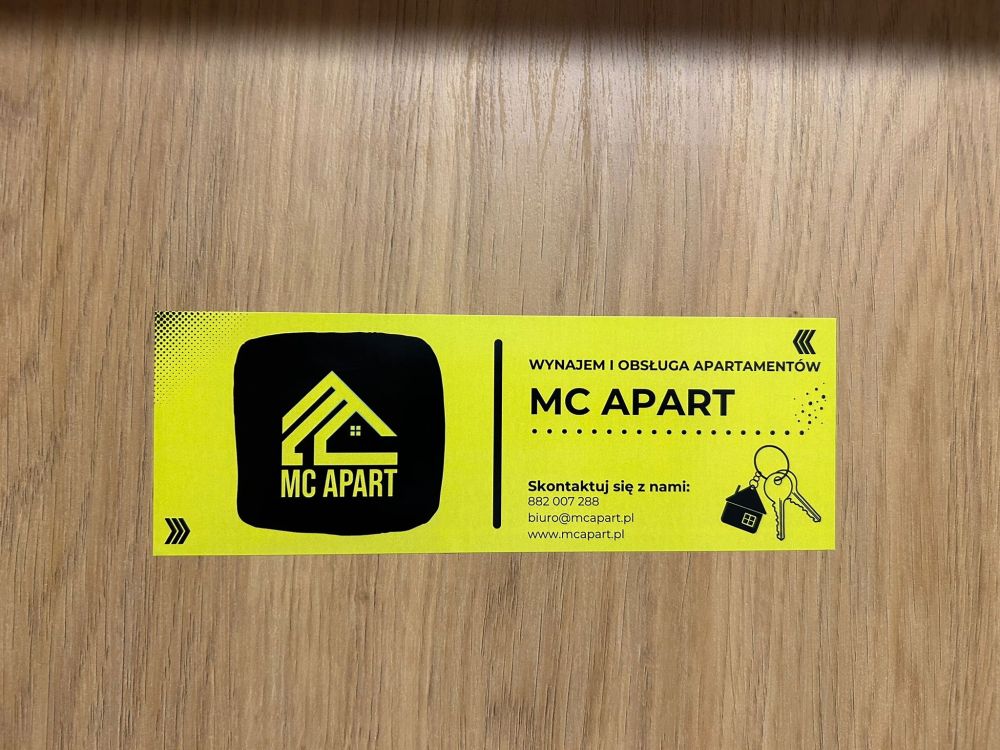 MC APART
WYNAJEM I OBSŁUGA APARTAMENTÓW
MC APART
Skontaktuj się z nami:
882 007 288
biuro@mcapart.pl
www.mcapart.pl